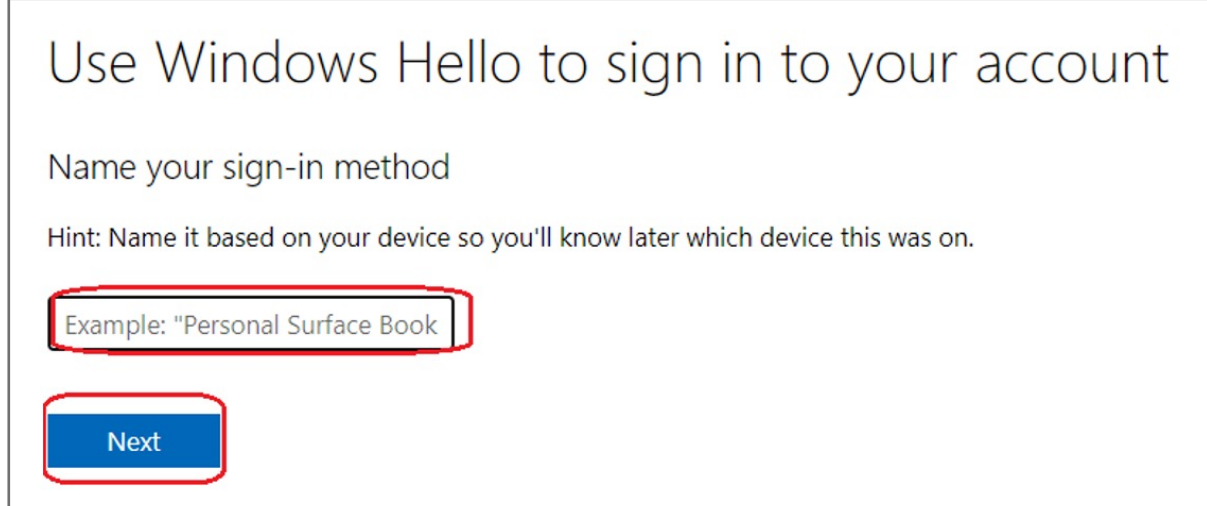 Use Windows Hello to sign in to your account
Name your sign-in method
Hint: Name it based on your device so you'll know later which device this was on.
Example: "Personal Surface Book
Next